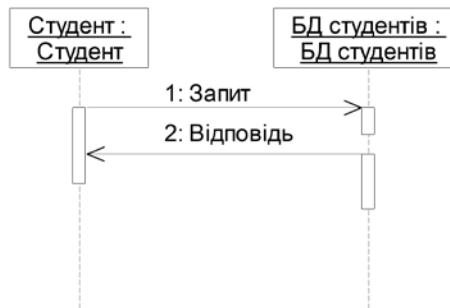 Студент :
Студент
БД студентів :
БД студентів
1: Запит
2: Відповідь